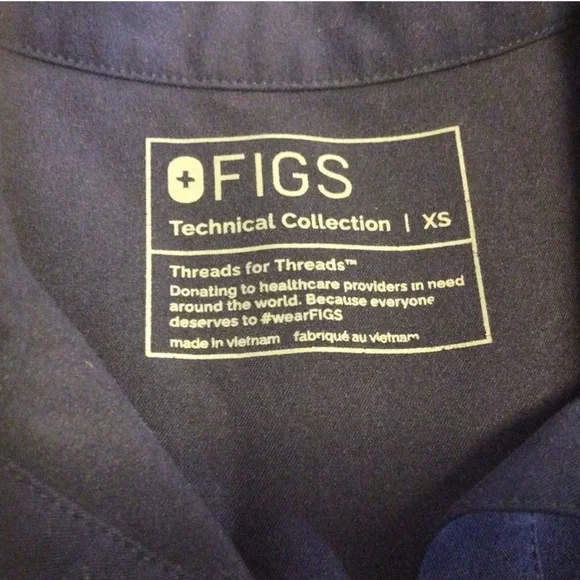 FIGS
Technical Collection | XS
Threads for Threads™
Donating to healthcare providers in need
around the world. Because everyone
deserves to #wearFIGS
made in vietnam fabriqué au vietnam